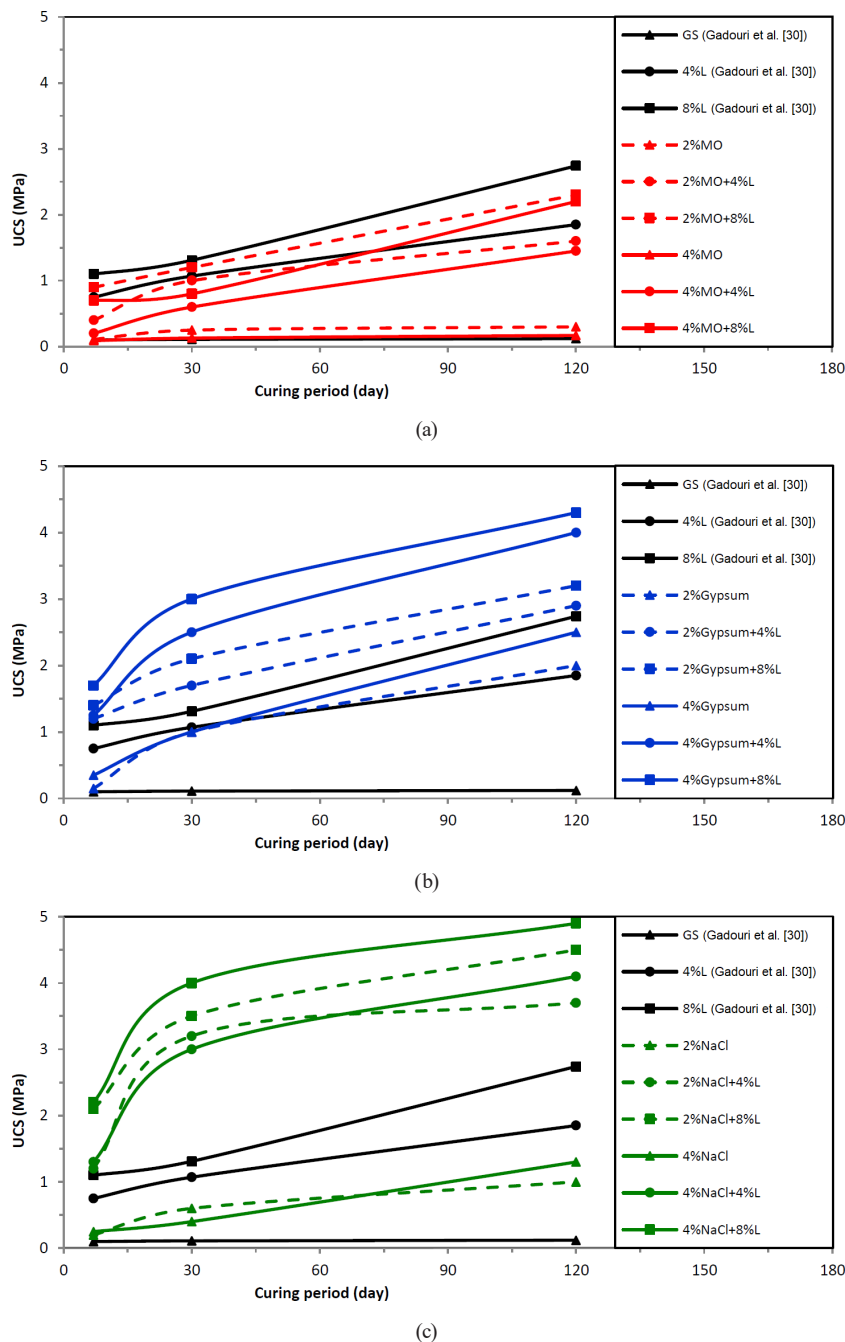 5
4
3
2
1
0
UCS (MPa)
0
30
60
90
120
150
180
Curing period (day)
GS (Gadouri et al. [30])
4%L (Gadouri et al. [30])
8%L (Gadouri et al. [30])
2%MO
2%MO+4%L
2%MO+8%L
4%MO
4%MO+4%L
4%MO+8%L
(a)
5
4
3
2
1
0
UCS (MPa)
0
30
60
90
120
150
180
Curing period (day)
GS (Gadouri et al. [30])
4%L (Gadouri et al. [30])
8%L (Gadouri et al. [30])
2%Gypsum
2%Gypsum+4%L
2%Gypsum+8%L
4%Gypsum
4%Gypsum+4%L
4%Gypsum+8%L
(b)
5
4
3
2
1
0
UCS (MPa)
0
30
60
90
120
150
180
Curing period (day)
GS (Gadouri et al. [30])
4%L (Gadouri et al. [30])
8%L (Gadouri et al. [30])
2%NaCl
2%NaCl+4%L
2%NaCl+8%L
4%NaCl
4%NaCl+4%L
4%NaCl+8%L
(c)